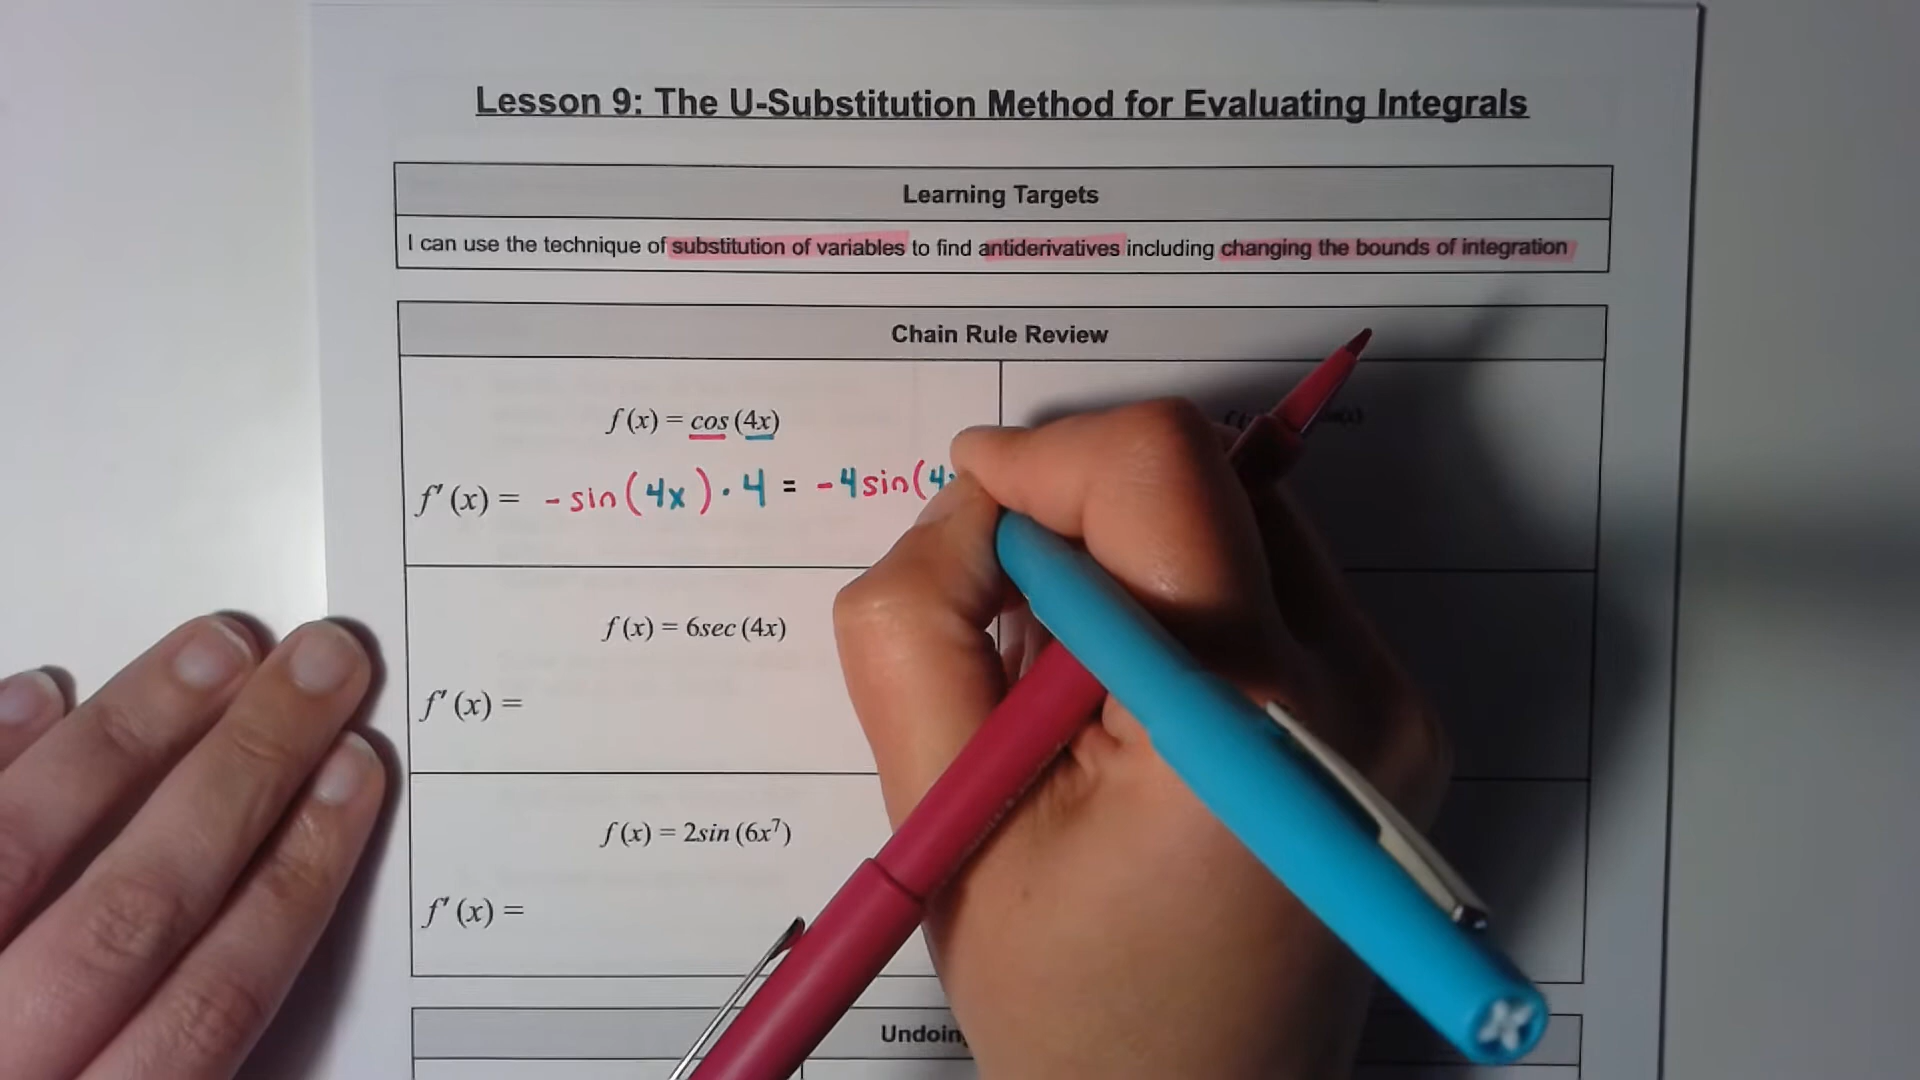 Lesson 9: The U-Substitution Method for Evaluating Integrals
Learning Targets
I can use the technique of substitution of variables to find antiderivatives including changing the bounds of integration
Chain Rule Review
f(x) = cos(4x)
f'(x) = -sin(4x)·4 = -4sin(4
f(x) = 6sec(4x)
f'(x) =
f(x) = 2sin(6x⁷)
f'(x) =